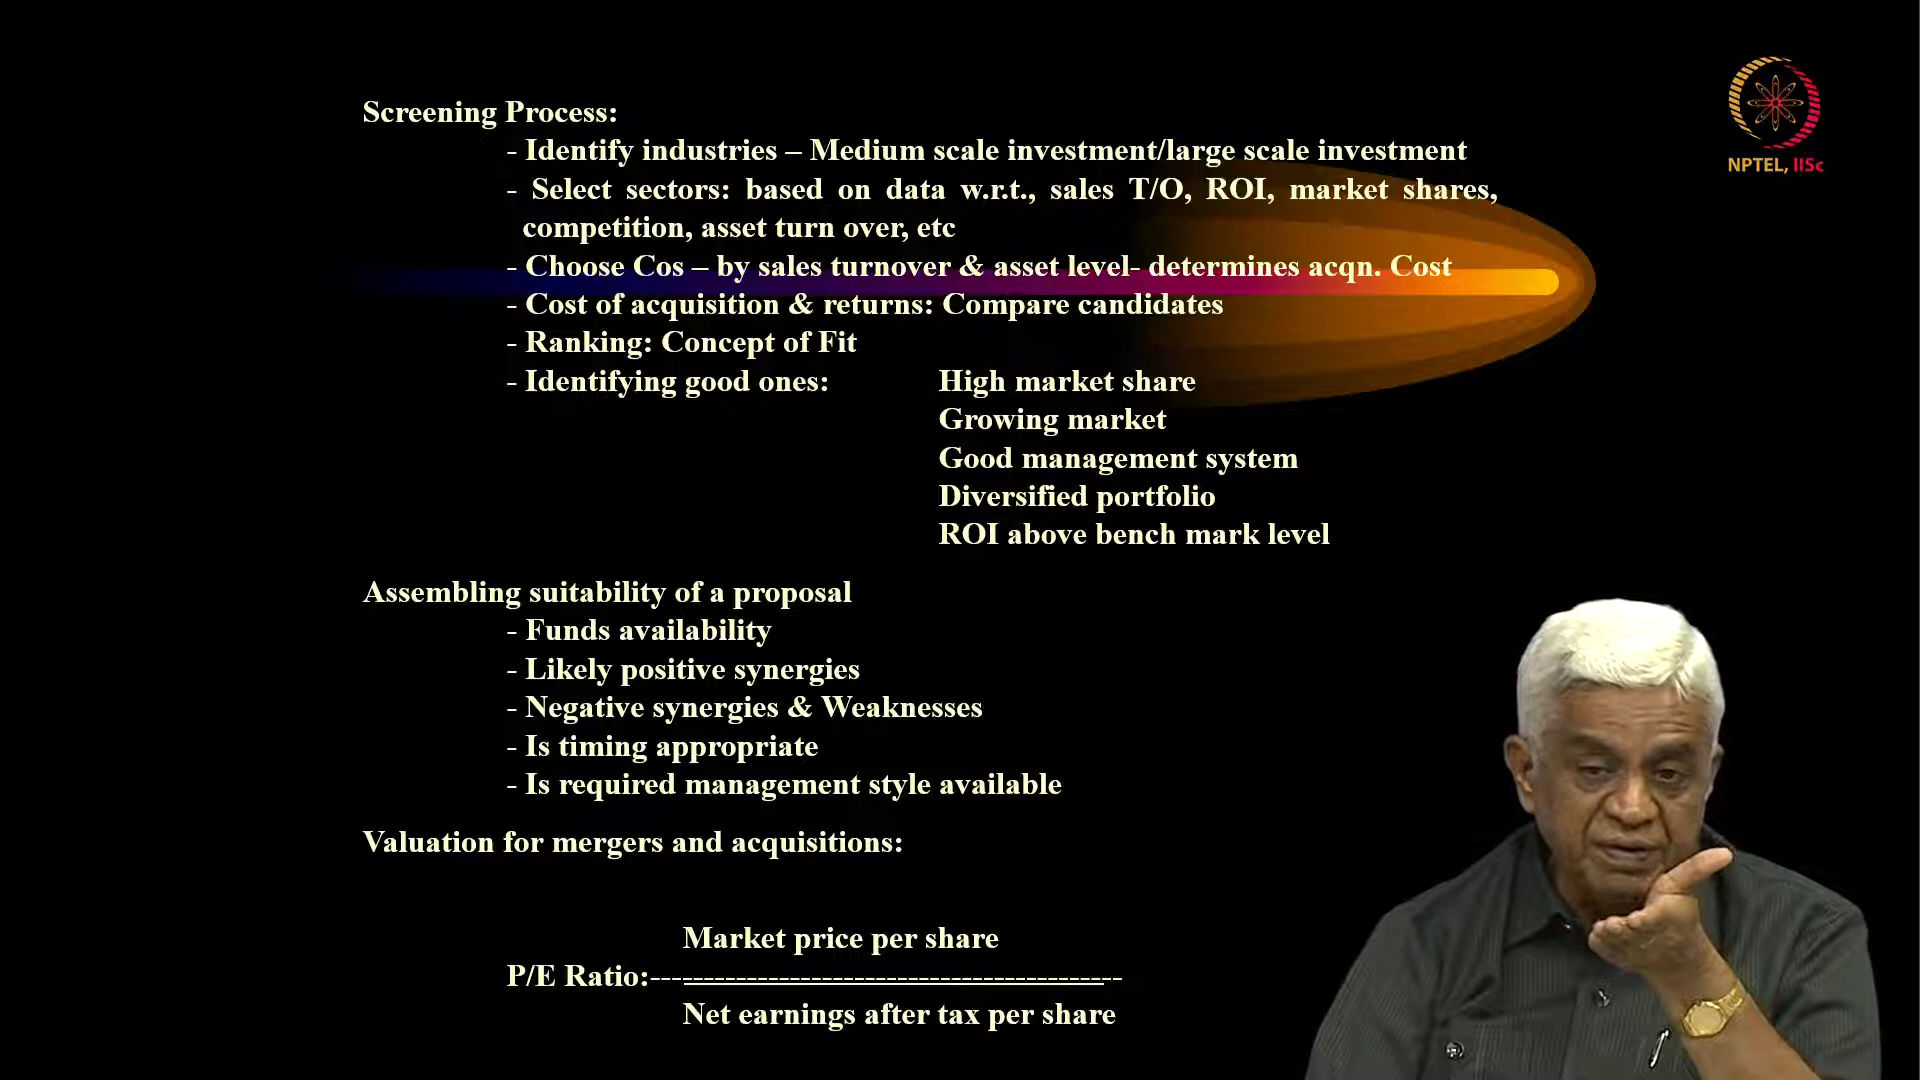 Screening Process:
- Identify industries – Medium scale investment/large scale investment
- Select sectors: based on data w.r.t., sales T/O, ROI, market shares,
competition, asset turn over, etc
- Choose Cos – by sales turnover & asset level- determines acqn. Cost
- Cost of acquisition & returns: Compare candidates
- Ranking: Concept of Fit
- Identifying good ones: High market share
Growing market
Good management system
Diversified portfolio
ROI above bench mark level
Assembling suitability of a proposal
- Funds availability
- Likely positive synergies
- Negative synergies & Weaknesses
- Is timing appropriate
- Is required management style available
Valuation for mergers and acquisitions:
Market price per share
P/E Ratio:--------------------------------------------
Net earnings after tax per share
NPTEL, IISc